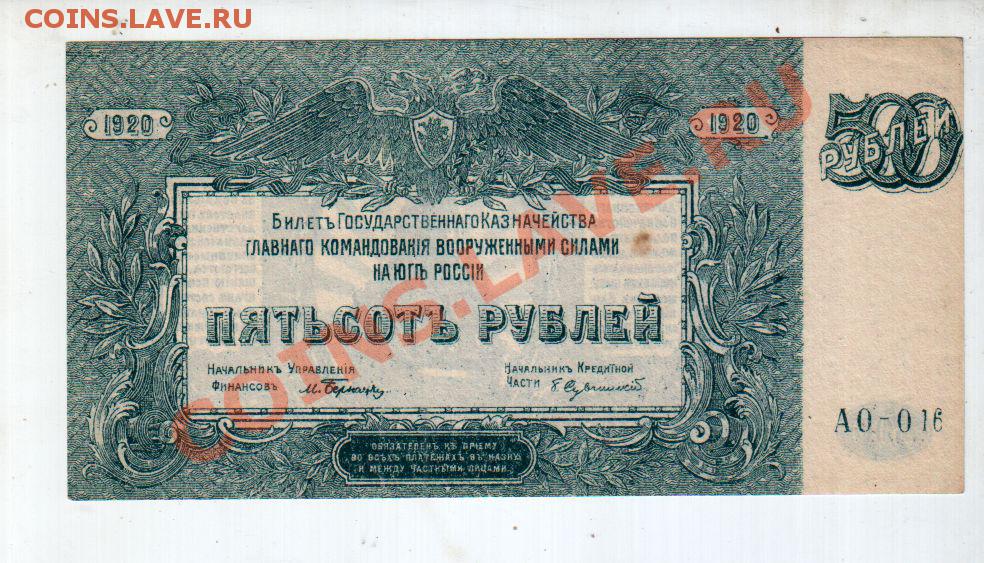 COINS.LAVE.RU
1920
1920
500
РУБЛЕЙ
БИЛЕТЪ ГОСУДАРСТВЕННАГО КАЗНАЧЕЙСТВА
ГЛАВНАГО КОМАНДОВАНІЯ ВООРУЖЕННЫМИ СИЛАМИ
НА ЮГѢ РОССІИ
ПЯТЬСОТЪ РУБЛЕЙ
НАЧАЛЬНИКЪ УПРАВЛЕНІЯ
ФИНАНСОВЪ
НАЧАЛЬНИКЪ КРЕДИТНОЙ
ЧАСТИ
АО-016
ОБЯЗАТЕЛЕНЪ КЪ ПРІЕМУ
ВО ВСѢХЪ ПЛАТЕЖАХЪ ВЪ КАЗНУ
И МЕЖДУ ЧАСТНЫМИ ЛИЦАМИ.
COINS.LAVE.RU